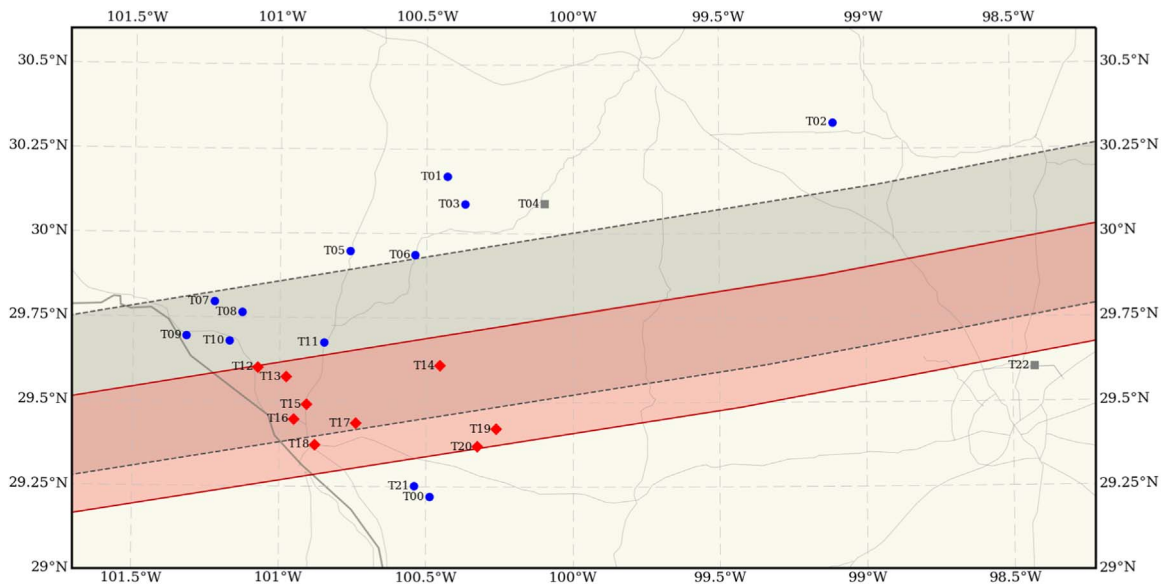 101.5°W 101°W 100.5°W 100°W 99.5°W 99°W 98.5°W
30.5°N 30.5°N
T02
30.25°N 30.25°N
T01
T03 T04
30°N 30°N
T05 T06
T07
T08
29.75°N 29.75°N
T09 T10 T11
T12 T14 T22
T13
29.5°N 29.5°N
T15
T16 T17
T19
T18 T20
29.25°N 29.25°N
T21
T00
29°N 29°N
101.5°W 101°W 100.5°W 100°W 99.5°W 99°W 98.5°W